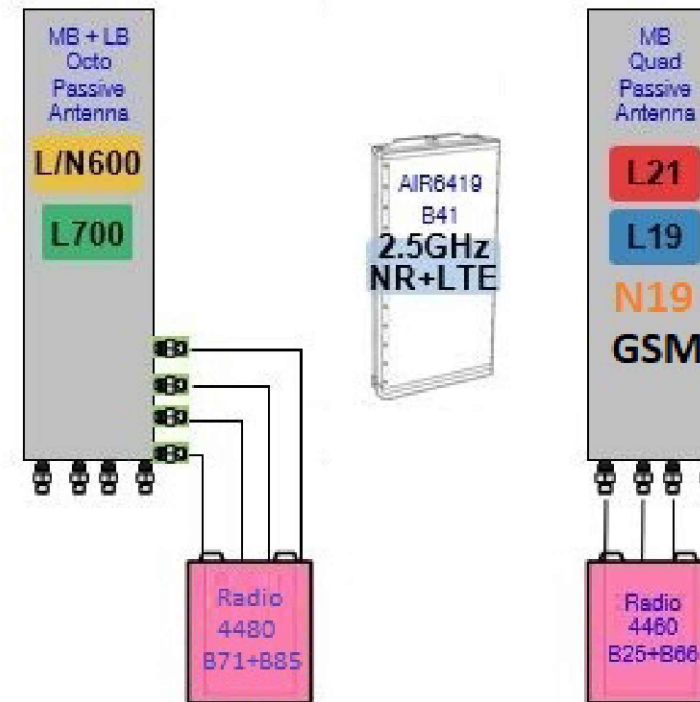 MB + LB
Octo
Passive
Antenna
L/N600
L700
AIR6419
B41
2.5GHz
NR+LTE
MB
Quad
Passive
Antenna
L21
L19
N19
GSM
Radio
4480
B71+B85
Radio
4460
B25+B66